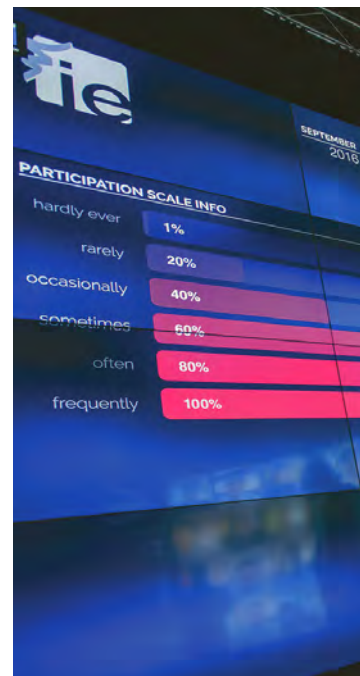 ie
SEPTEMBER
2016
PARTICIPATION SCALE INFO
hardly ever 1%
rarely 20%
occasionally 40%
sometimes 60%
often 80%
frequently 100%